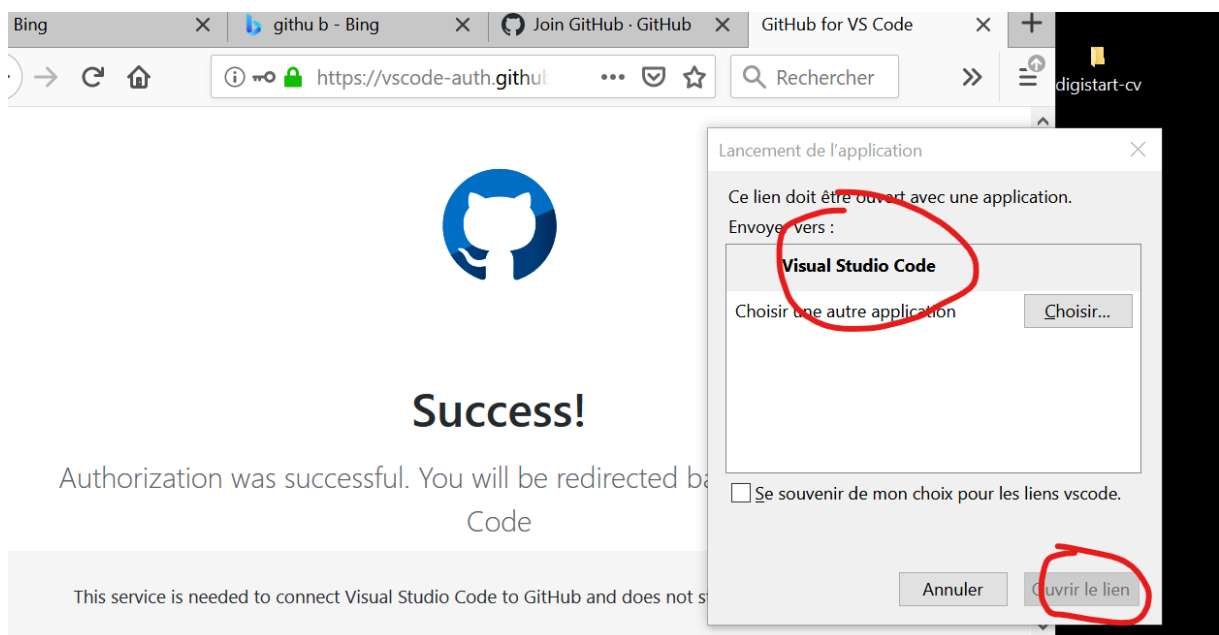 Bing
githu b - Bing
Join GitHub · GitHub
GitHub for VS Code
https://vscode-auth.github
Rechercher
digistart-cv
Lancement de l'application
Ce lien doit être ouvert avec une application.
Envoyer vers :
Visual Studio Code
Choisir une autre application
Choisir...
Success!
Authorization was successful. You will be redirected
Code
Se souvenir de mon choix pour les liens vscode.
This service is needed to connect Visual Studio Code to GitHub and does not
Annuler
Ouvrir le lien